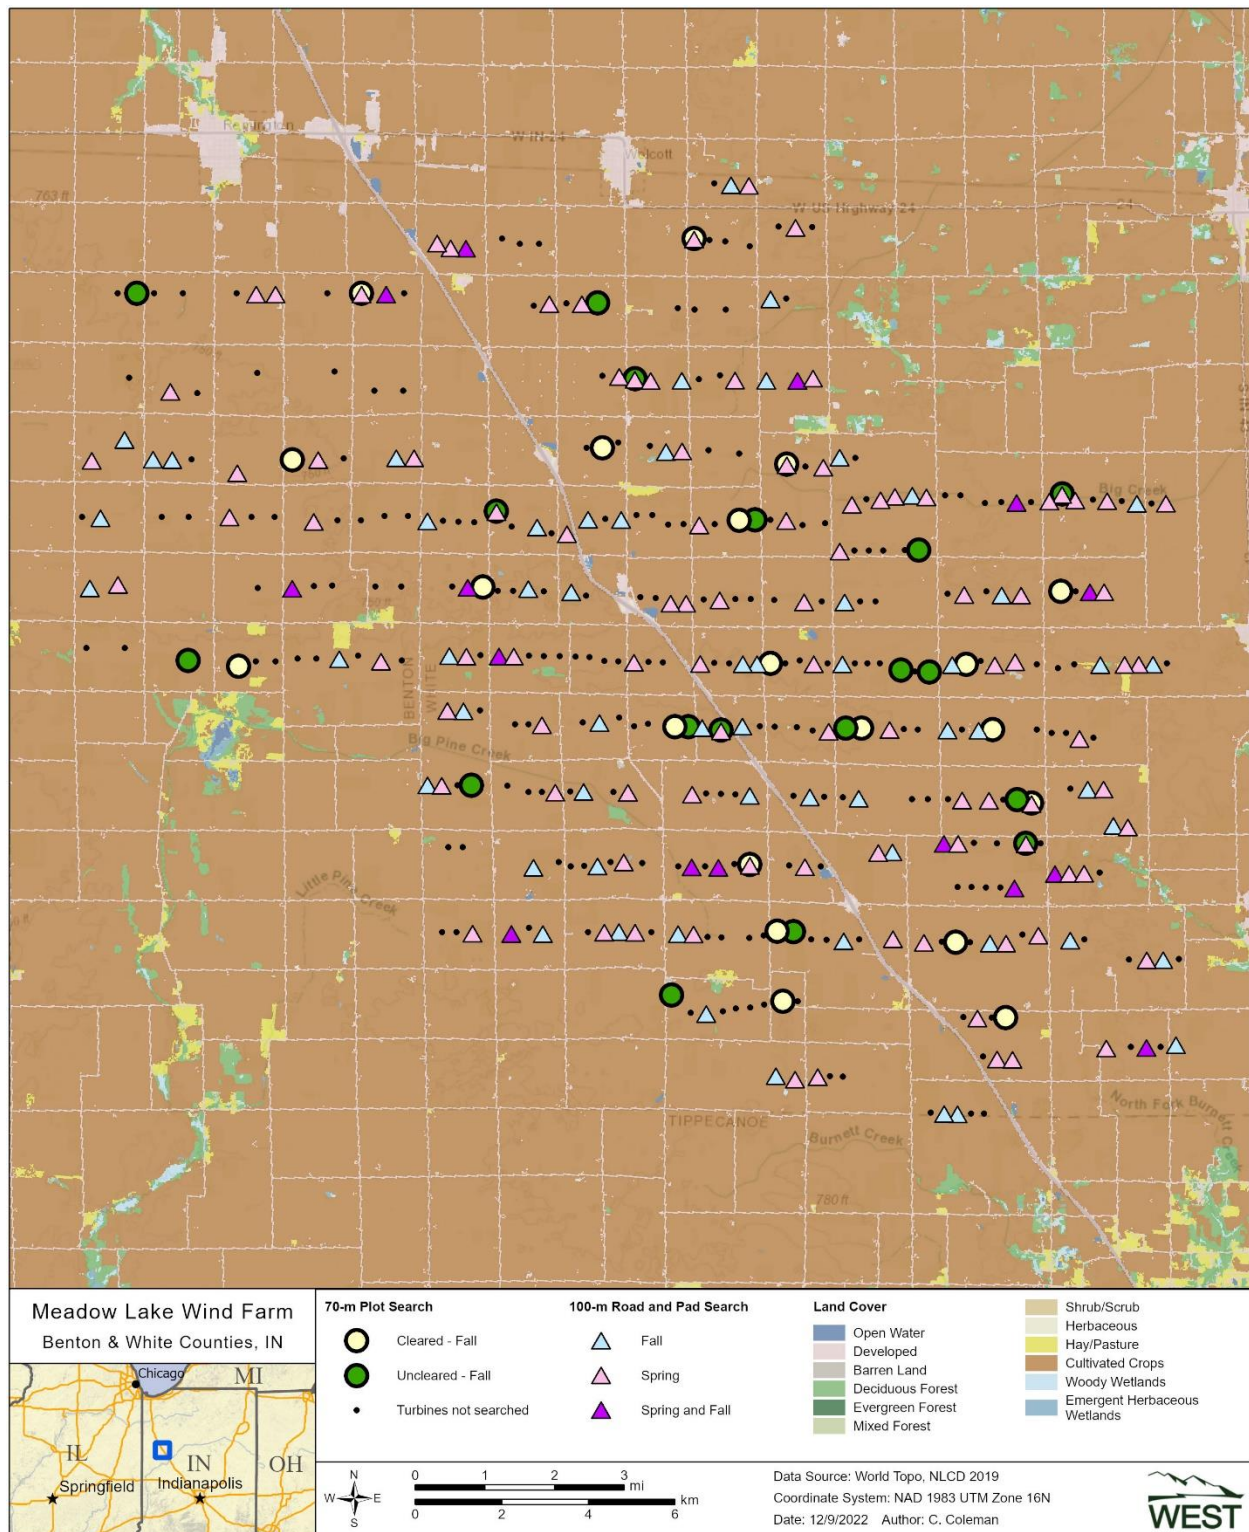 Remington
W-IN-24
Wolcott
763 ft
W-US-Highway-24
24
Big Creek
BENTON
WHITE
Big Pine Creek
Little Pine Creek
TIPPECANOE
Burnett Creek
North Fork Burnett Creek
780 ft
Meadow Lake Wind Farm
Benton & White Counties, IN
Chicago
MI
IL
IN
OH
Springfield
Indianapolis
70-m Plot Search
Cleared - Fall
Uncleared - Fall
Turbines not searched
100-m Road and Pad Search
Fall
Spring
Spring and Fall
Land Cover
Open Water
Developed
Barren Land
Deciduous Forest
Evergreen Forest
Mixed Forest
Shrub/Scrub
Herbaceous
Hay/Pasture
Cultivated Crops
Woody Wetlands
Emergent Herbaceous
Wetlands
N
W E
S
0 1 2 3
mi
km
0 2 4 6
Data Source: World Topo, NLCD 2019
Coordinate System: NAD 1983 UTM Zone 16N
Date: 12/9/2022 Author: C. Coleman
WEST